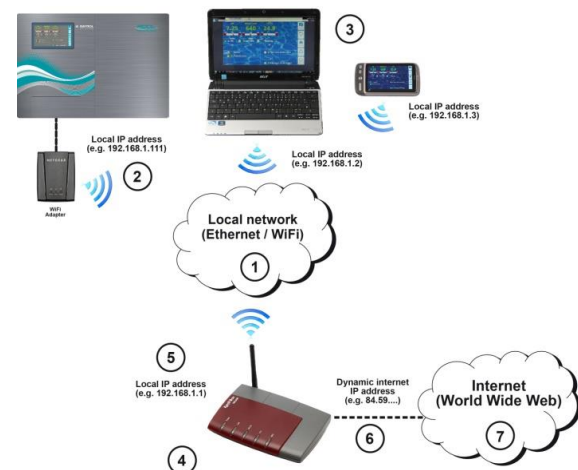 3
Local IP address
(e.g. 192.168.1.111)
2
NETGEAR
WiFi
Adapter
Local IP address
(e.g. 192.168.1.3)
Local IP address
(e.g. 192.168.1.2)
Local network
(Ethernet / WiFi)
1
5
Local IP address
(e.g. 192.168.1.1)
4
Dynamic internet
IP address
(e.g. 84.59....)
6
Internet
(World Wide Web)
7